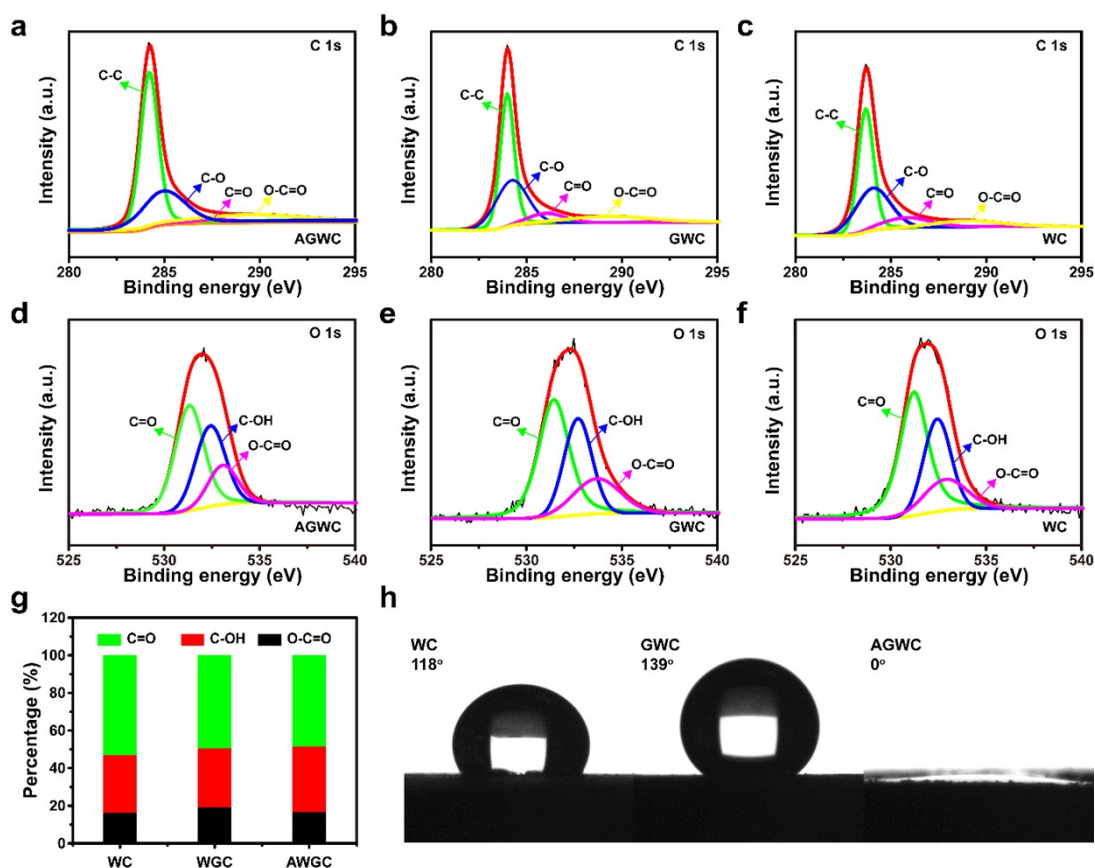 a
C 1s
C-C
C-O
C=O
O-C=O
Intensity (a.u.)
AGWC
280 285 290 295
Binding energy (eV)
b
C 1s
C-C
C-O
C=O
O-C=O
Intensity (a.u.)
GWC
280 285 290 295
Binding energy (eV)
c
C 1s
C-C
C-O
C=O
O-C=O
Intensity (a.u.)
WC
280 285 290 295
Binding energy (eV)
d
O 1s
C=O
C-OH
O-C=O
Intensity (a.u.)
AGWC
525 530 535 540
Binding energy (eV)
e
O 1s
C=O
C-OH
O-C=O
Intensity (a.u.)
GWC
525 530 535 540
Binding energy (eV)
f
O 1s
C=O
C-OH
O-C=O
Intensity (a.u.)
WC
525 530 535 540
Binding energy (eV)
g
120
100
80
60
40
20
0
Percentage (%)
C=O C-OH O-C=O
WC WGC AWGC
h
WC
118°
GWC
139°
AGWC
0°